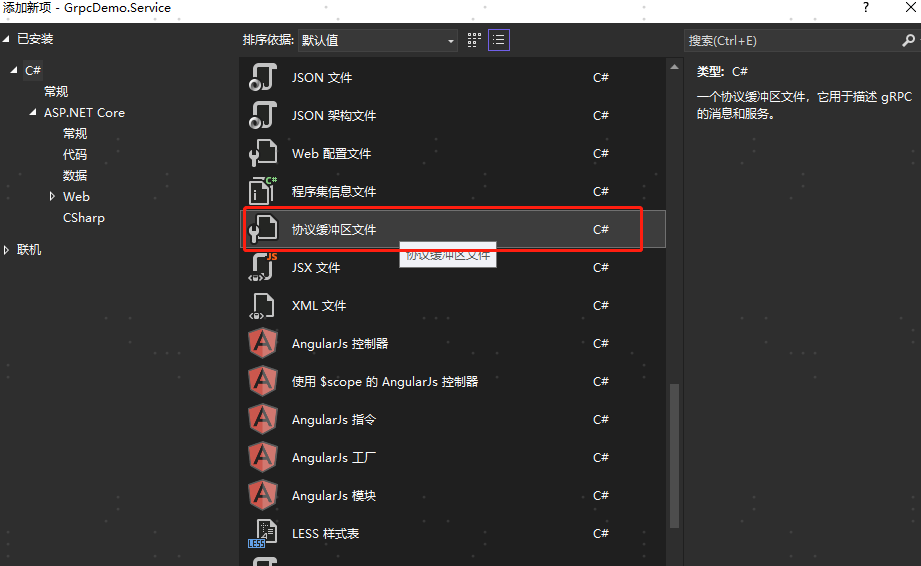 添加新项 - GrpcDemo.Service
?
已安装
C#
常规
ASP.NET Core
常规
代码
数据
Web
CSharp
联机
排序依据: 默认值
JSON 文件 C#
JSON 架构文件 C#
Web 配置文件 C#
C#
程序集信息文件 C#
协议缓冲区文件 C#
协议缓冲区文件
JS
JSX 文件 C#
XML 文件 C#
AngularJs 控制器 C#
使用 $scope 的 AngularJs 控制器 C#
AngularJs 指令 C#
AngularJs 工厂 C#
AngularJs 模块 C#
LESS
LESS 样式表 C#
搜索(Ctrl+E)
类型: C#
一个协议缓冲区文件，它用于描述 gRPC
的消息和服务。